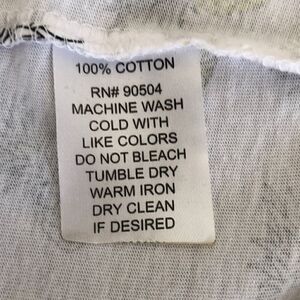 100% COTTON
RN# 90504
MACHINE WASH
COLD WITH
LIKE COLORS
DO NOT BLEACH
TUMBLE DRY
WARM IRON
DRY CLEAN
IF DESIRED